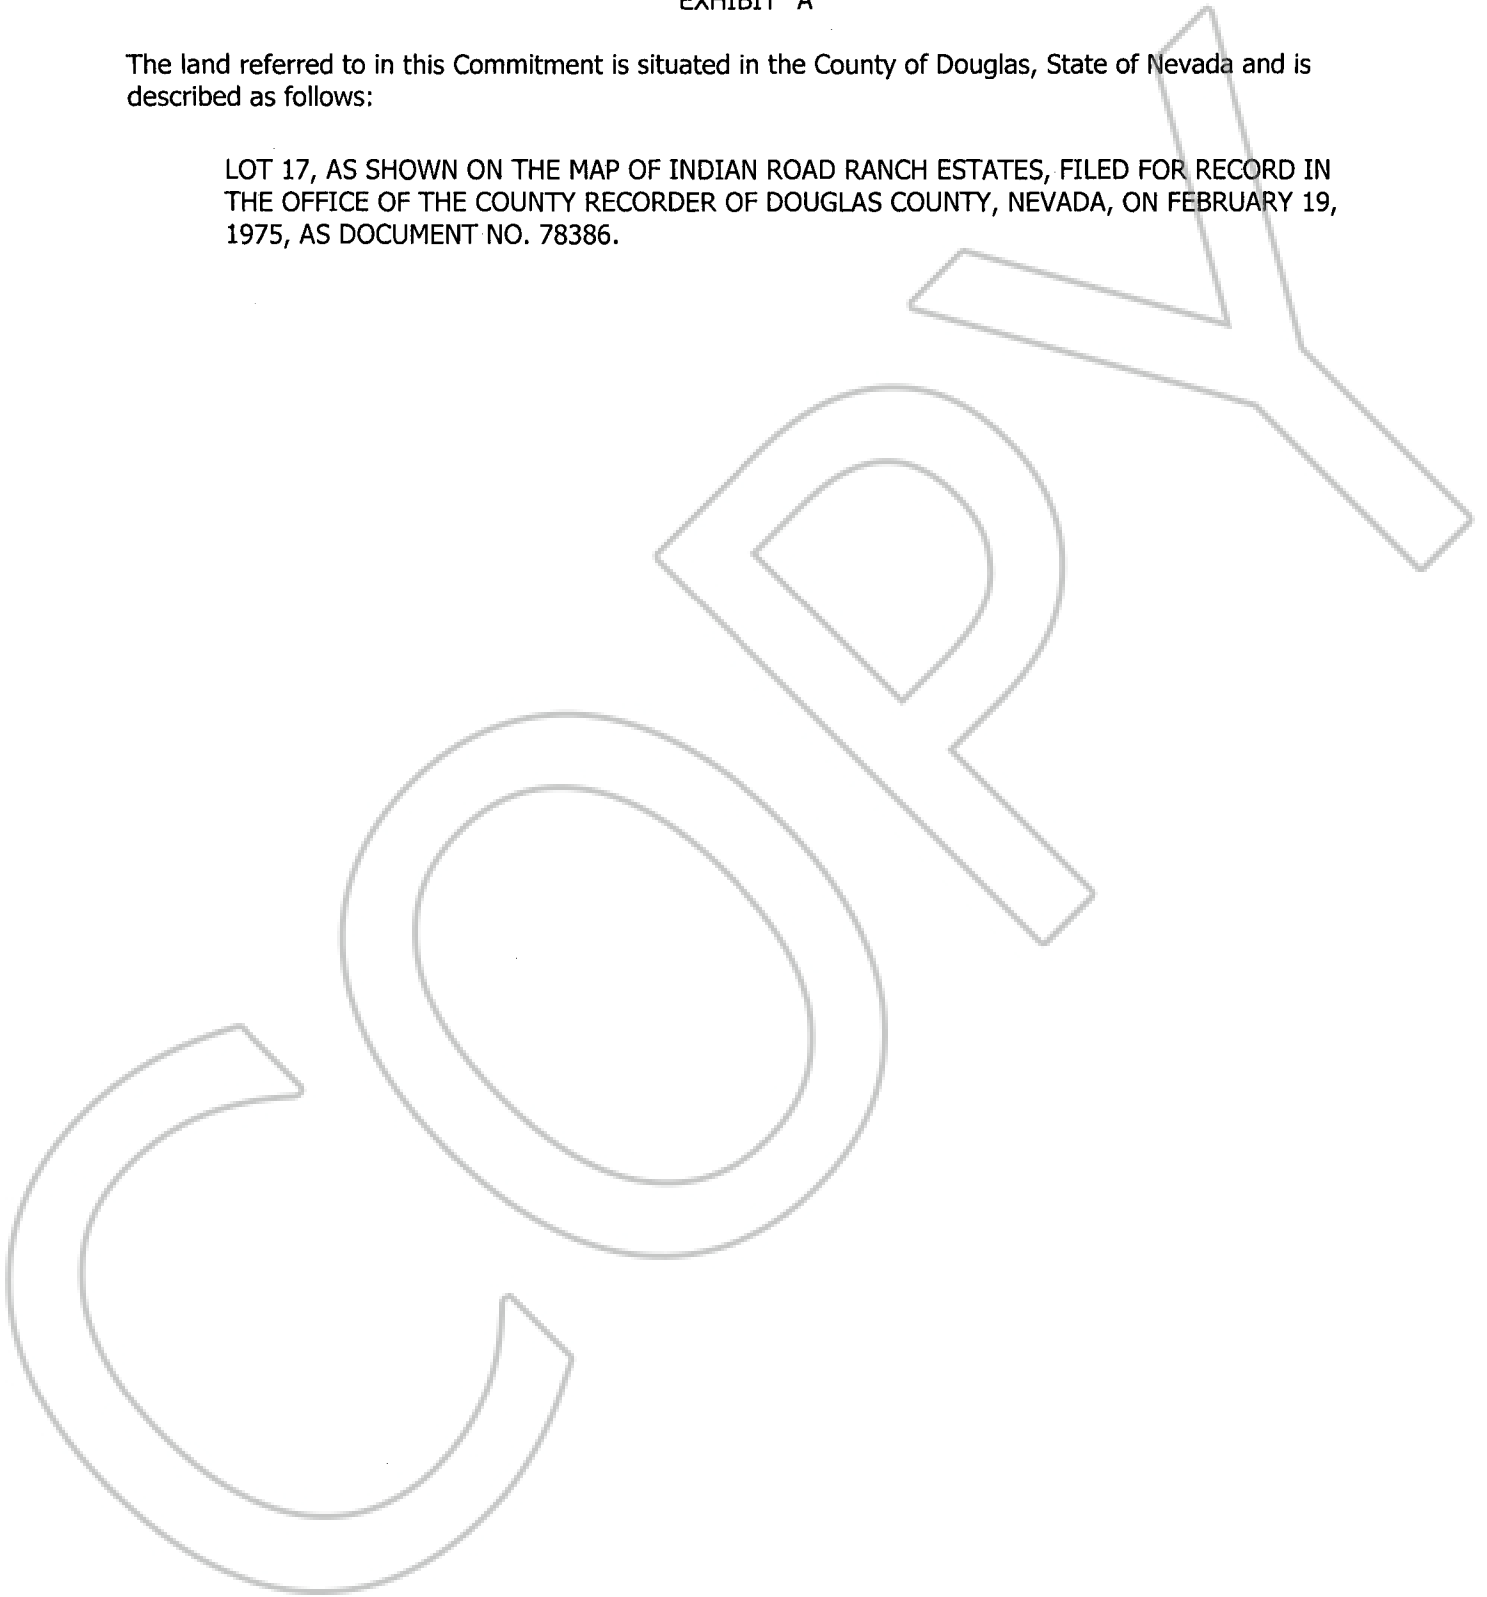 EXHIBIT "A"
The land referred to in this Commitment is situated in the County of Douglas, State of Nevada and is
described as follows:
LOT 17, AS SHOWN ON THE MAP OF INDIAN ROAD RANCH ESTATES, FILED FOR RECORD IN
THE OFFICE OF THE COUNTY RECORDER OF DOUGLAS COUNTY, NEVADA, ON FEBRUARY 19,
1975, AS DOCUMENT NO. 78386.
COPY